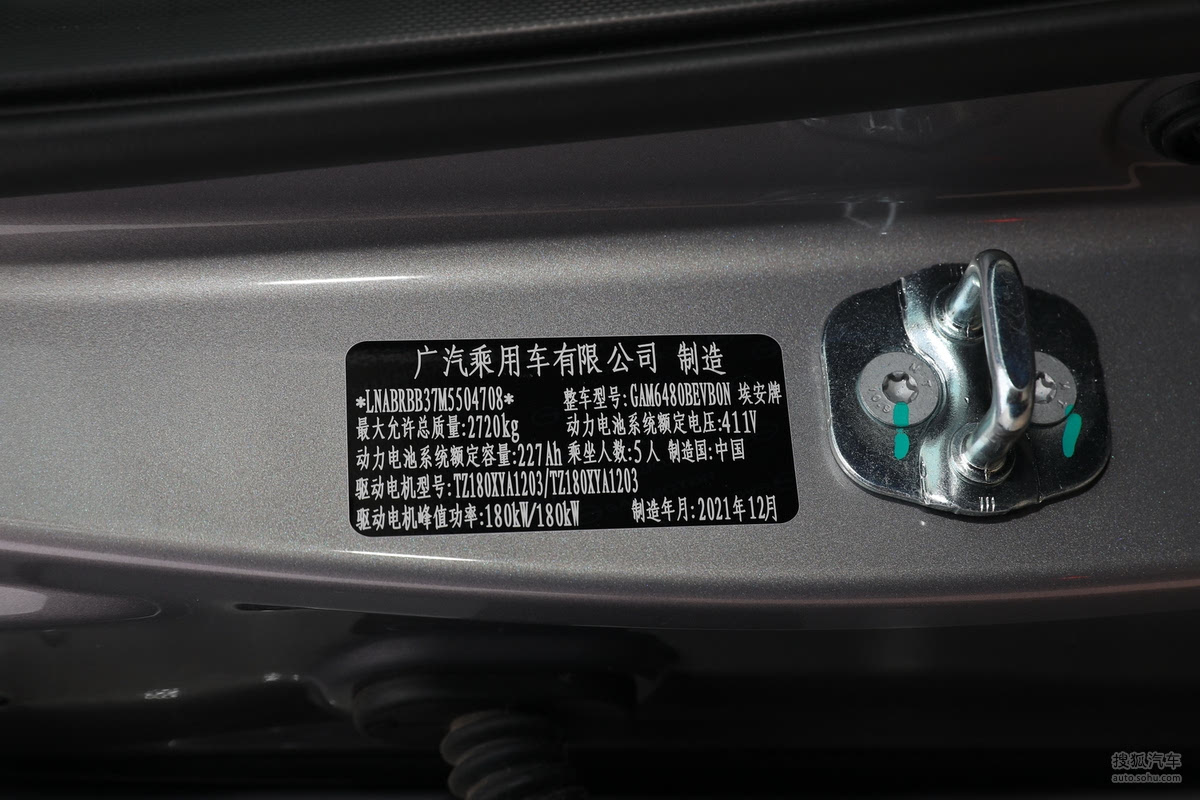 广汽乘用车有限公司 制造
*LNABRBB37M5504708* 整车型号:GAM6480BEVB0N 埃安牌
最大允许总质量:2720kg 动力电池系统额定电压:411V
动力电池系统额定容量:227Ah 乘坐人数:5人 制造国:中国
驱动电机型号:TZ180XYA1203/TZ180XYA1203
驱动电机峰值功率:180kW/180kW 制造年月:2021年12月
搜狐汽车
auto.sohu.com